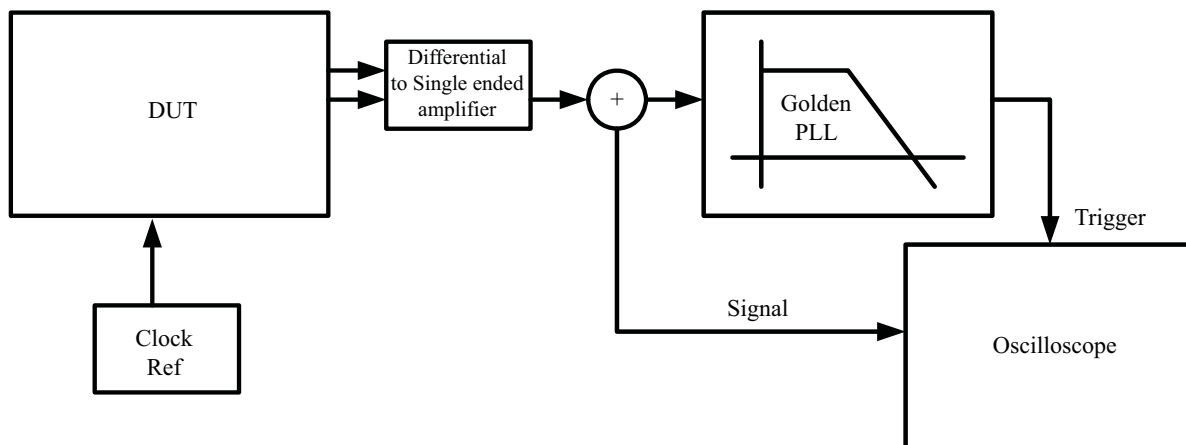 DUT
Differential
to Single ended
amplifier
+
Golden
PLL
Trigger
Signal
Clock
Ref
Oscilloscope